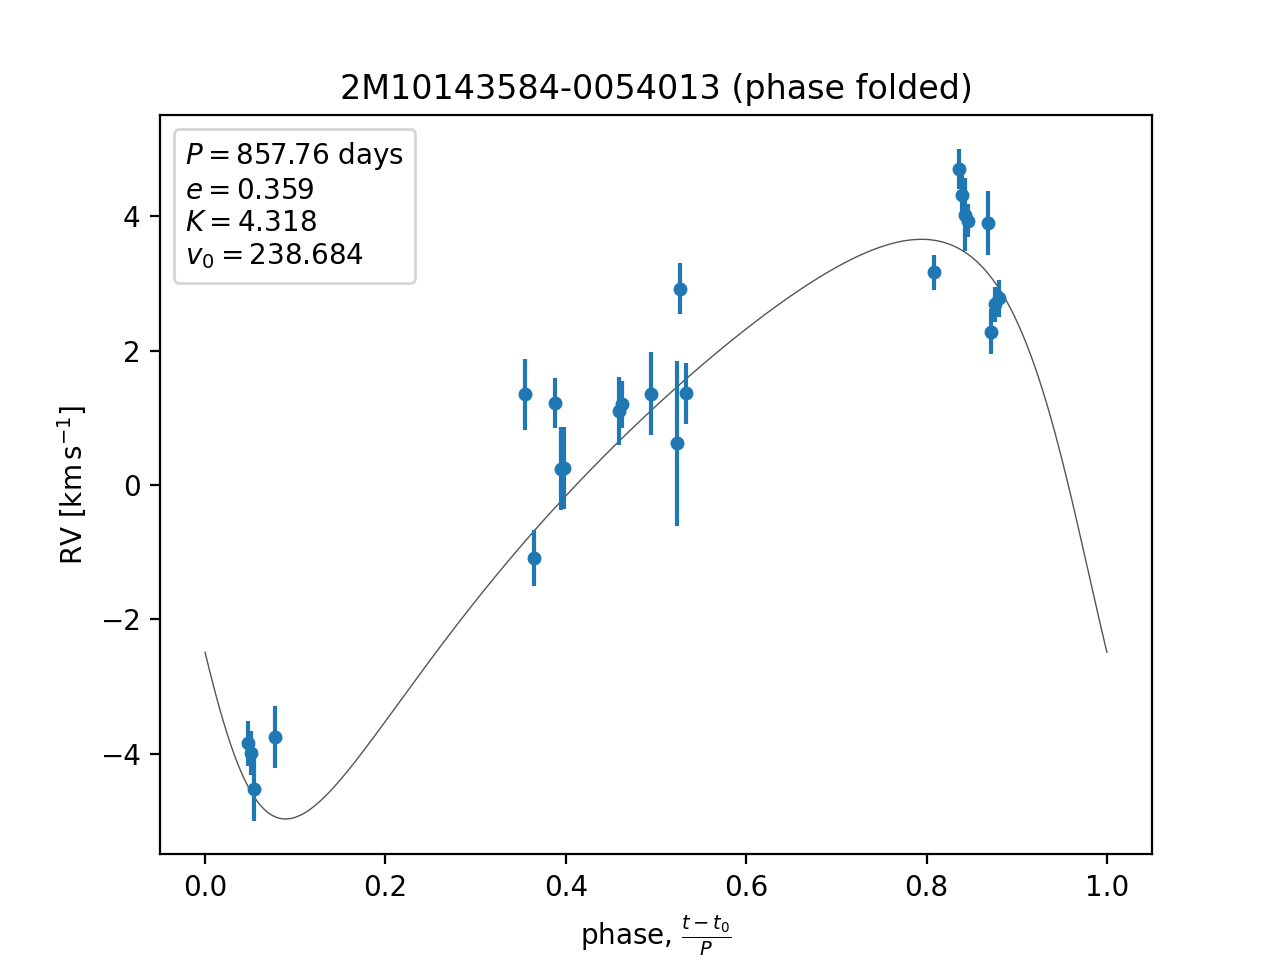 2M10143584-0054013 (phase folded)
P = 857.76 days
e = 0.359
K = 4.318
v₀ = 238.684
4
2
0
−2
−4
RV [km s⁻¹]
0.0 0.2 0.4 0.6 0.8 1.0
phase, (t − t₀)/P